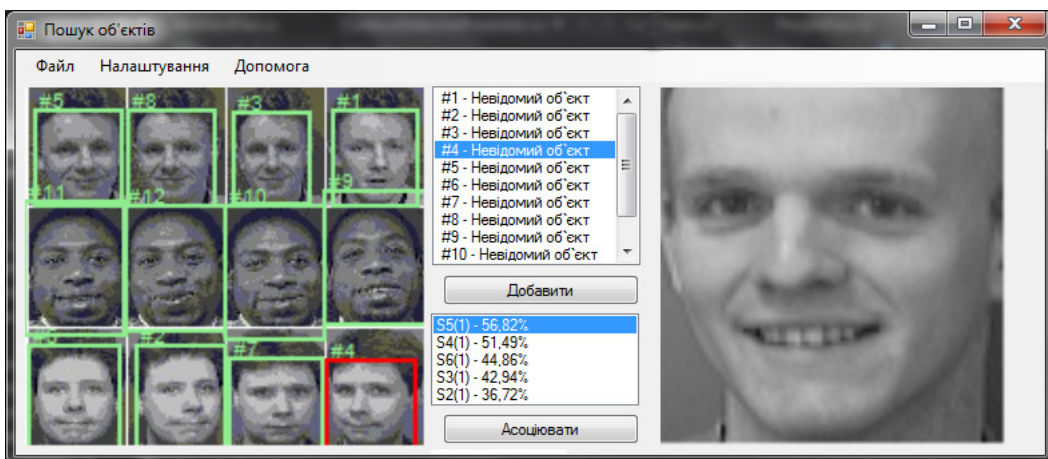 Пошук об'єктів
Файл Налаштування Допомога
#5 #8 #3 #1
#11 #12 #10 #9
#2 #7 #4
#1 - Невідомий об`єкт
#2 - Невідомий об`єкт
#3 - Невідомий об`єкт
#4 - Невідомий об`єкт
#5 - Невідомий об`єкт
#6 - Невідомий об`єкт
#7 - Невідомий об`єкт
#8 - Невідомий об`єкт
#9 - Невідомий об`єкт
#10 - Невідомий об`єкт
Добавити
S5(1) - 56,82%
S4(1) - 51,49%
S6(1) - 44,86%
S3(1) - 42,94%
S2(1) - 36,72%
Асоціювати